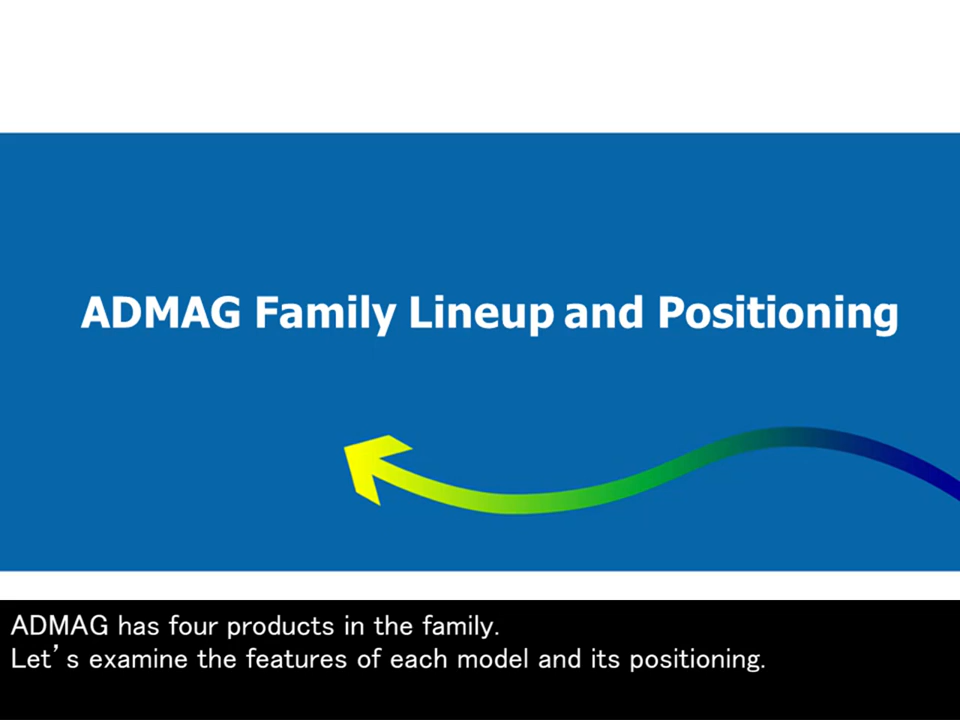 ADMAG Family Lineup and Positioning
ADMAG has four products in the family.
Let’s examine the features of each model and its positioning.